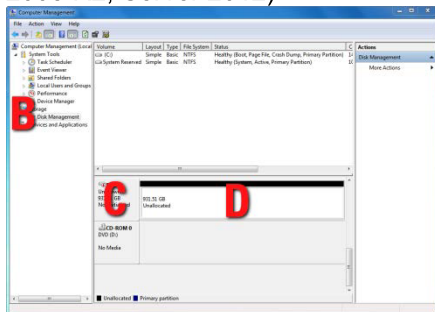 Computer Management
File Action View Help
Computer Management (Local
System Tools
Task Scheduler
Event Viewer
Shared Folders
Local Users and Groups
Performance
Device Manager
Disk Management
Services and Applications
B
Volume Layout Type File System Status C
(C:) Simple Basic NTFS Healthy (Boot, Page File, Crash Dump, Primary Partition)
System Reserved Simple Basic NTFS Healthy (System, Active, Primary Partition)
Actions
Disk Management
More Actions
C
D
931.51 GB
Unallocated
CD-ROM 0
DVD (D:)
No Media
Unallocated Primary partition